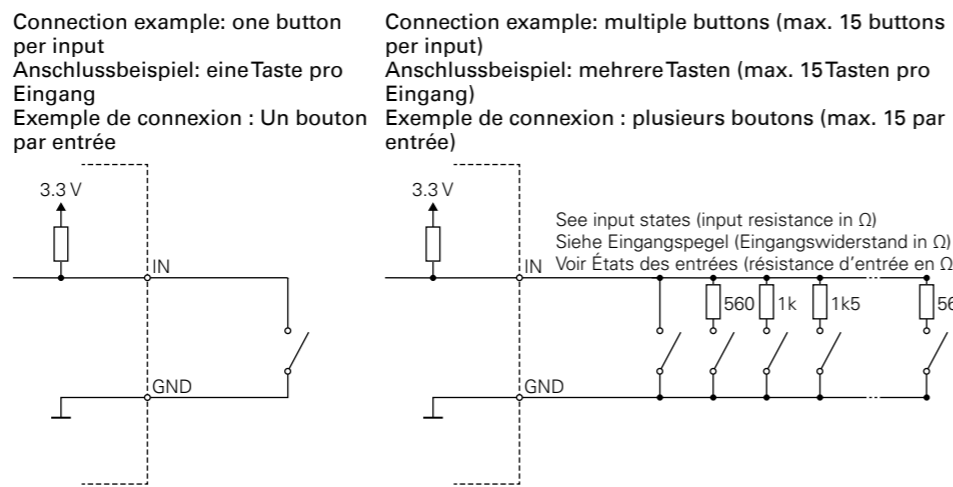 Connection example: one button
per input
Anschlussbeispiel: eine Taste pro
Eingang
Exemple de connexion : Un bouton
par entrée
Connection example: multiple buttons (max. 15 buttons
per input)
Anschlussbeispiel: mehrere Tasten (max. 15 Tasten pro
Eingang)
Exemple de connexion : plusieurs boutons (max. 15 par
entrée)
3.3 V
IN
GND
3.3 V
See input states (input resistance in Ω)
Siehe Eingangspegel (Eingangswiderstand in Ω)
Voir États des entrées (résistance d'entrée en Ω
IN
560
1k
1k5
GND